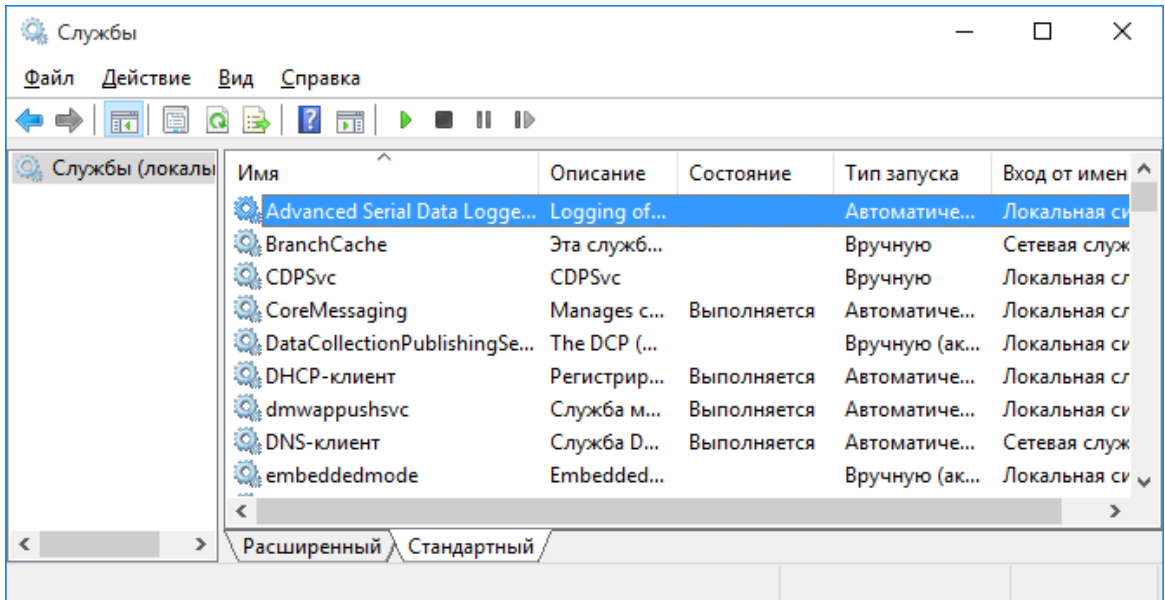 Службы
Файл Действие Вид Справка
Службы (локалы
Имя Описание Состояние Тип запуска Вход от имен
Advanced Serial Data Logge... Logging of... Автоматиче... Локальная си
BranchCache Эта служб... Вручную Сетевая служ
CDPSvc CDPSvc Вручную Локальная сл
CoreMessaging Manages c... Выполняется Автоматиче... Локальная сл
DataCollectionPublishingSe... The DCP (... Вручную (ак... Локальная си
DHCP-клиент Регистрир... Выполняется Автоматиче... Локальная сл
dmwappushsvc Служба м... Выполняется Автоматиче... Локальная си
DNS-клиент Служба D... Выполняется Автоматиче... Сетевая служ
embeddedmode Embedded... Вручную (ак... Локальная си
Расширенный Стандартный